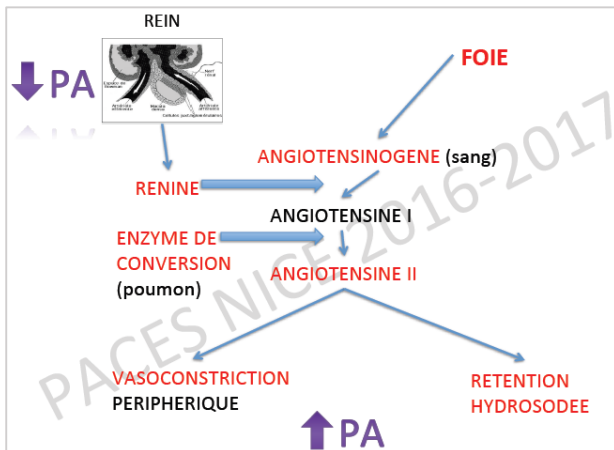 REIN
FOIE
PA
ANGIOTENSINOGENE (sang)
RENINE
ANGIOTENSINE I
ENZYME DE
CONVERSION
(poumon)
ANGIOTENSINE II
VASOCONSTRICTION
PERIPHERIQUE
RETENTION
HYDROSODEE
PA
PACES NICE 2016-2017